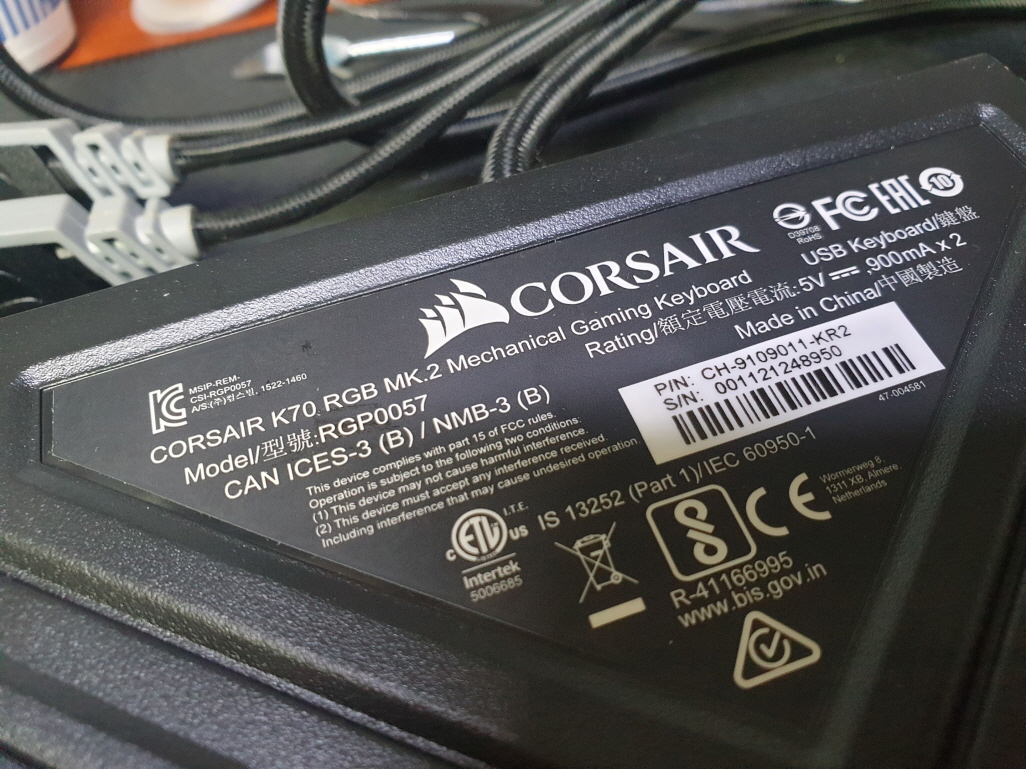 CORSAIR
D39708
RoHS
FC EAC 10
USB Keyboard/鍵盤
Rating/額定電壓電流:5V ⎓ ,900mA x 2
Made in China/中國製造
MSIP-REM-
CSI-RGP0057
A/S:(주)컴스빌, 1522-1460
CORSAIR K70 RGB MK.2 Mechanical Gaming Keyboard
Model/型號:RGP0057
CAN ICES-3 (B) / NMB-3 (B)
P/N: CH-9109011-KR2
S/N: 001121248950
47-004581
This device complies with part 15 of FCC rules.
Operation is subject to the following two conditions:
(1) This device may not cause harmful interference.
(2) This device must accept any interference received.
Including interference that may cause undesired operation.
c ETL us
I.T.E.
Intertek
5006685
IS 13252 (Part 1)/IEC 60950-1
R-41166995
www.bis.gov.in
CE
Wormerweg 8,
1311 XB, Almere,
Netherlands